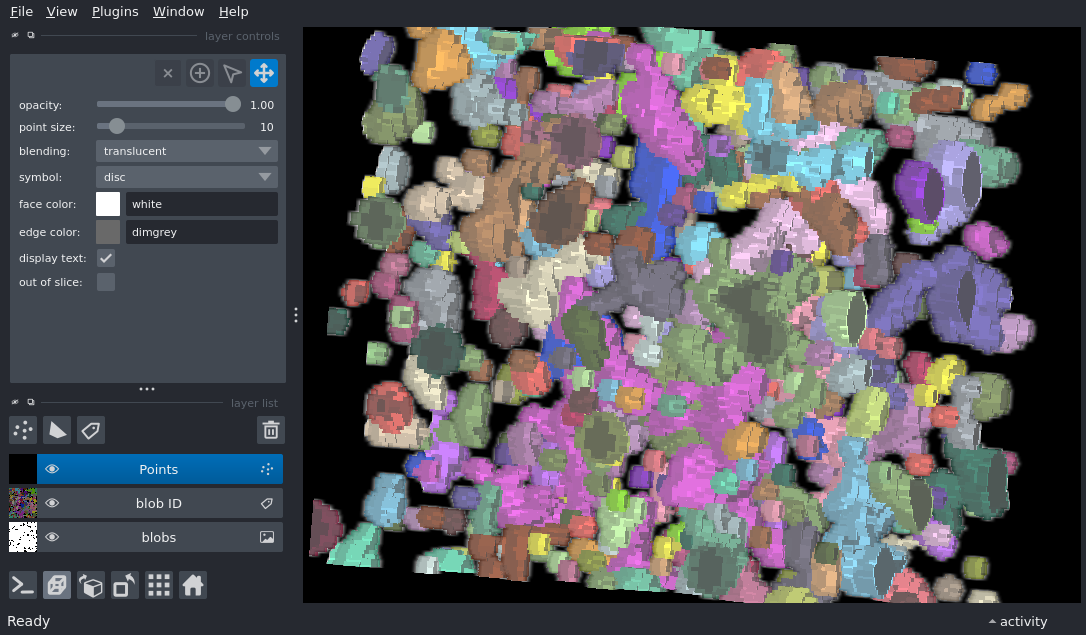 File View Plugins Window Help
layer controls
opacity: 1.00
point size: 10
blending: translucent
symbol: disc
face color: white
edge color: dimgrey
display text:
out of slice:
layer list
Points
blob ID
blobs
Ready activity